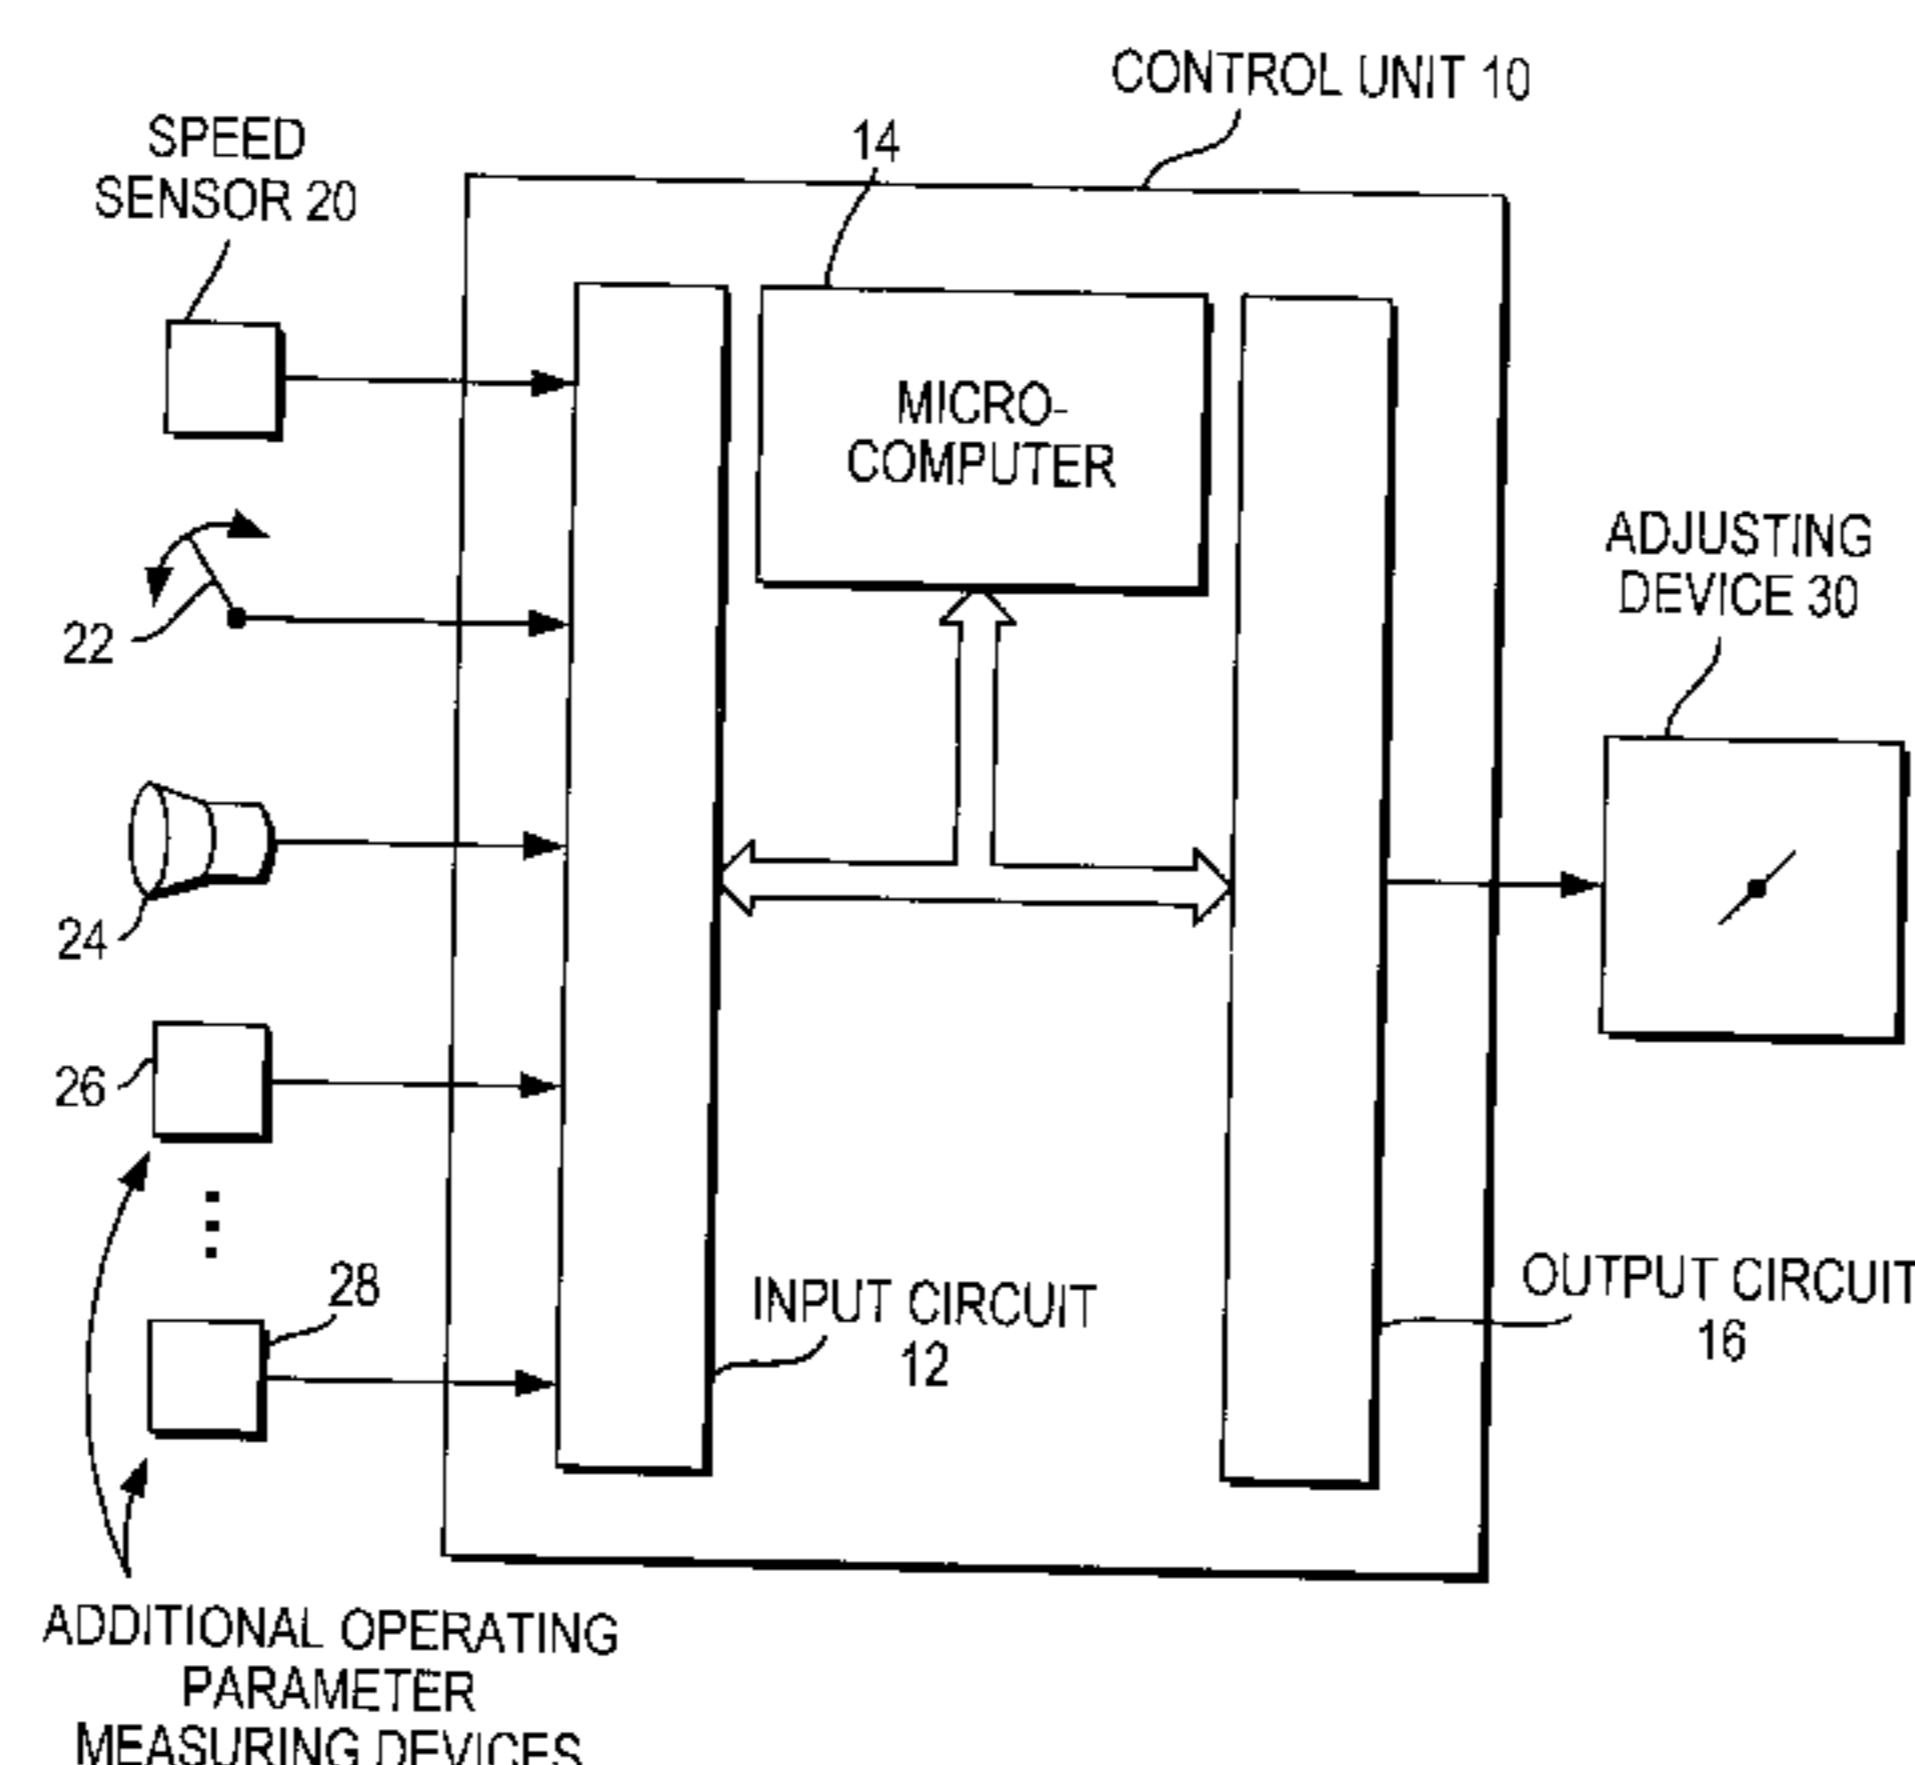 CONTROL UNIT 10
SPEED
SENSOR 20
14
MICRO-
COMPUTER
22
ADJUSTING
DEVICE 30
24
26
28
INPUT CIRCUIT
12
OUTPUT CIRCUIT
16
ADDITIONAL OPERATING
PARAMETER
MEASURING DEVICES